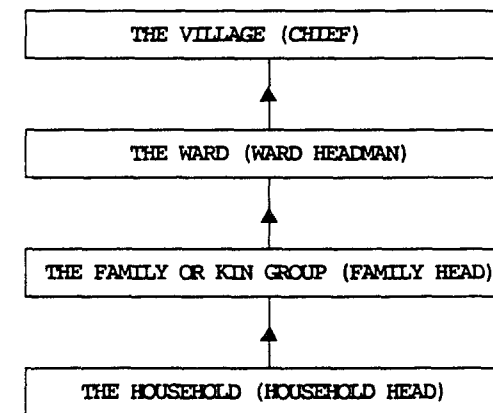 THE VILLAGE (CHIEF)
THE WARD (WARD HEADMAN)
THE FAMILY OR KIN GROUP (FAMILY HEAD)
THE HOUSEHOLD (HOUSEHOLD HEAD)